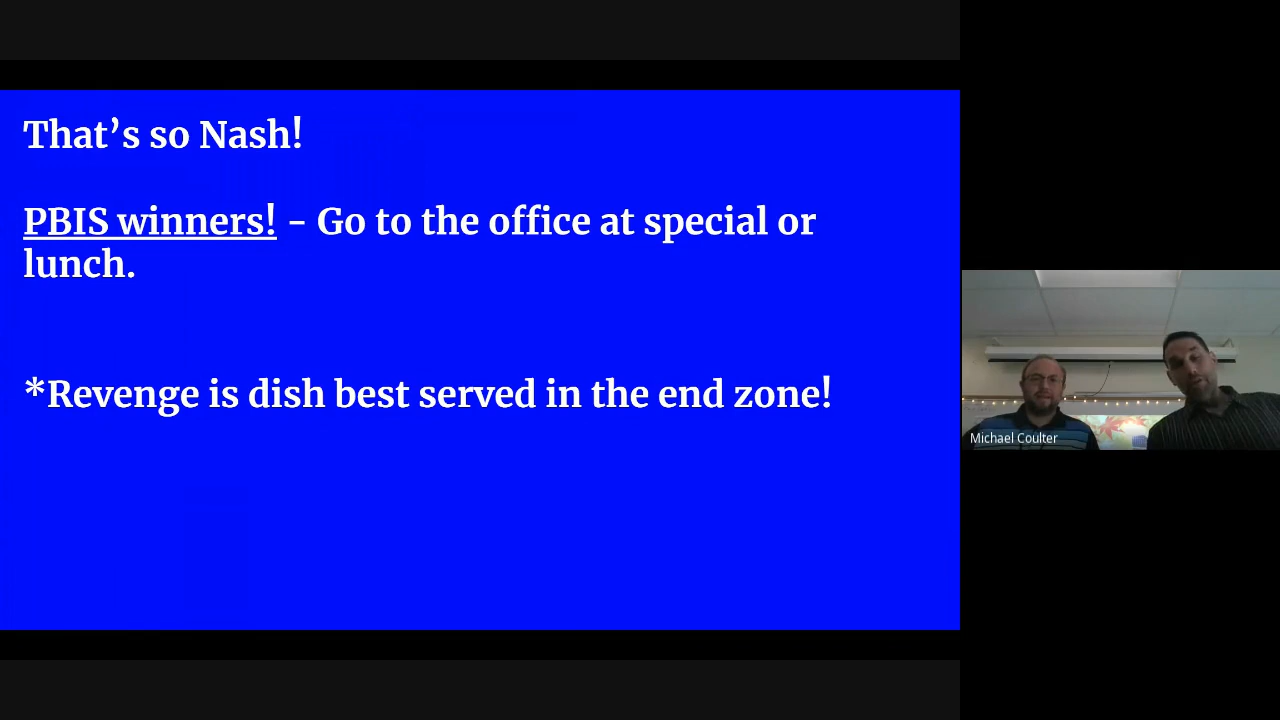 That’s so Nash!
PBIS winners! - Go to the office at special or
lunch.
*Revenge is dish best served in the end zone!
Michael Coulter